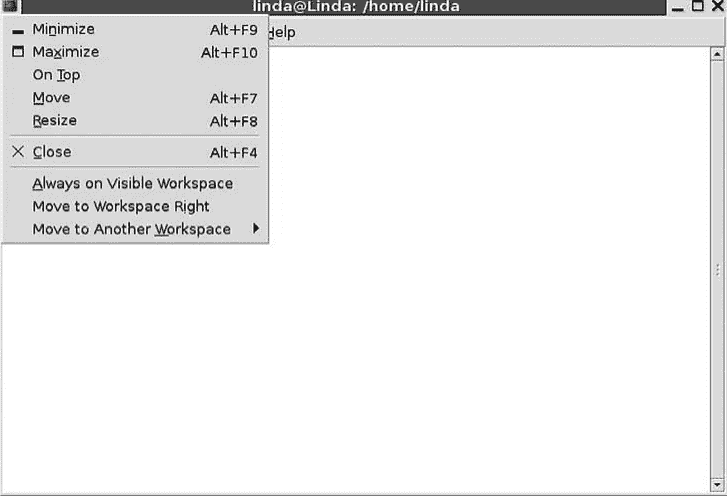 linda@Linda: /home/linda
Help
Minimize Alt+F9
Maximize Alt+F10
On Top
Move Alt+F7
Resize Alt+F8
Close Alt+F4
Always on Visible Workspace
Move to Workspace Right
Move to Another Workspace